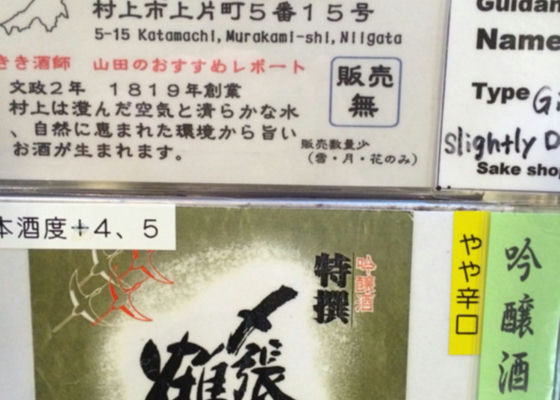 村上市上片町5番15号
5-15 Katamachi, Murakami-shi, Niigata
きき酒師 山田のおすすめレポート
文政2年 1819年創業
村上は澄んだ空気と清らかな水
、自然に恵まれた環境から旨い
お酒が生まれます。
販売
無
販売数量少
(雪・月・花のみ)
Name
Type
Slightly D
Sake sho
本酒度+4、5
吟醸酒
特撰
〆張
鶴
やや辛口
吟醸酒